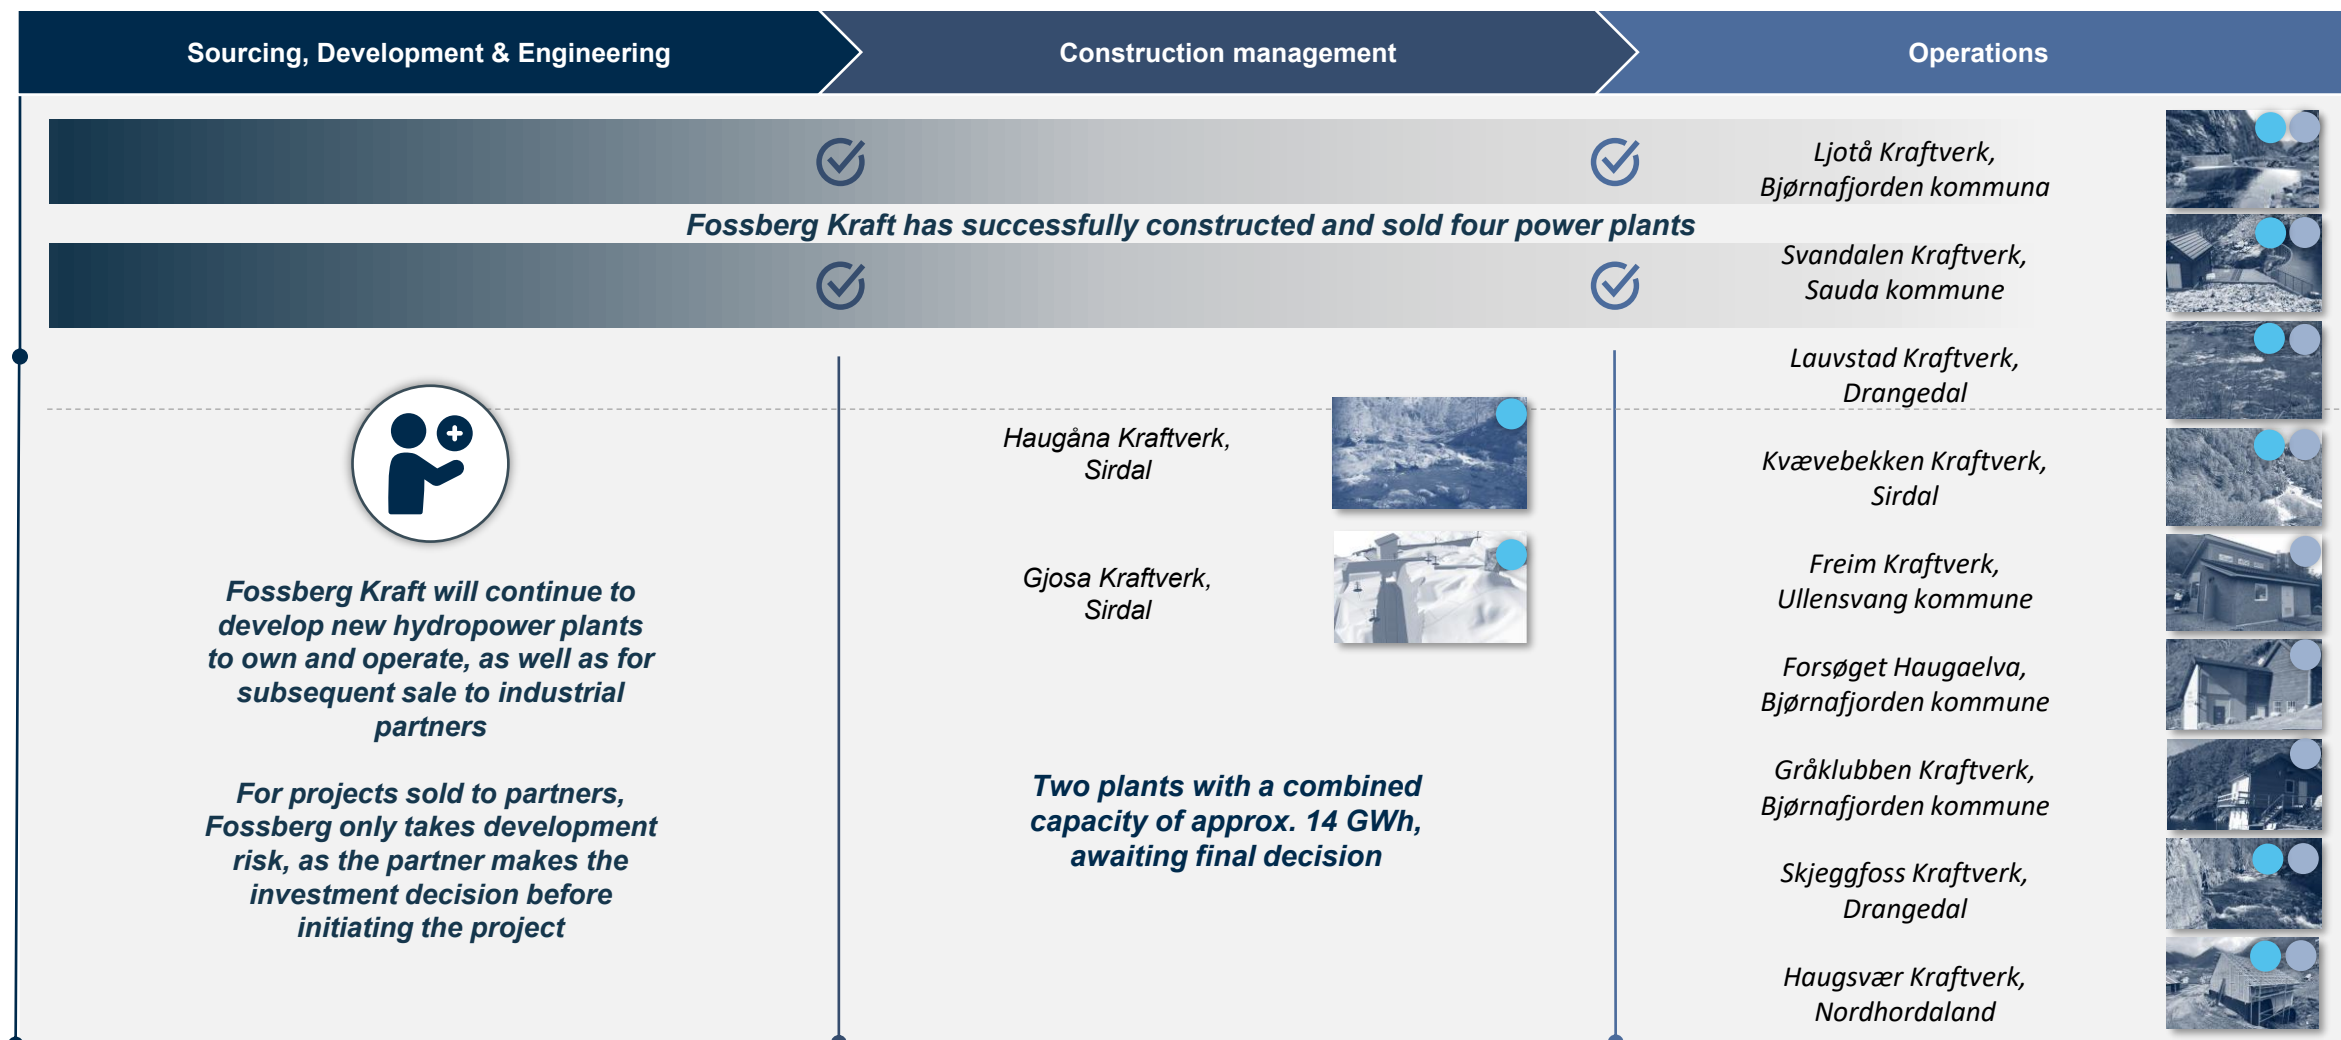 Sourcing, Development & Engineering
Construction management
Operations
Fossberg Kraft has successfully constructed and sold four power plants
Fossberg Kraft will continue to
develop new hydropower plants
to own and operate, as well as for
subsequent sale to industrial
partners
For projects sold to partners,
Fossberg only takes development
risk, as the partner makes the
investment decision before
initiating the project
Haugåna Kraftverk,
Sirdal
Gjosa Kraftverk,
Sirdal
Two plants with a combined
capacity of approx. 14 GWh,
awaiting final decision
Ljotå Kraftverk,
Bjørnafjorden kommuna
Svandalen Kraftverk,
Sauda kommune
Lauvstad Kraftverk,
Drangedal
Kvævebekken Kraftverk,
Sirdal
Freim Kraftverk,
Ullensvang kommune
Forsøget Haugaelva,
Bjørnafjorden kommune
Gråklubben Kraftverk,
Bjørnafjorden kommune
Skjeggfoss Kraftverk,
Drangedal
Haugsvær Kraftverk,
Nordhordaland